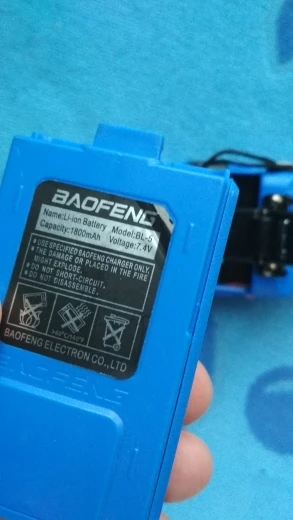 BAOFENG
Name:Li-ion Battery Model:BL-5
Capacity:1800mAh Voltage:7.4V
● USE SPECIFIED BAOFENG CHARGER ONLY.
● THE DAMAGE OR PLACED IN THE FIRE
MIGHT EXPLODE.
● DO NOT SHORT-CIRCUIT.
● DO NOT DISASSEMBLE.
BAOFENG ELECTRON CO.,LTD
BAOFENG